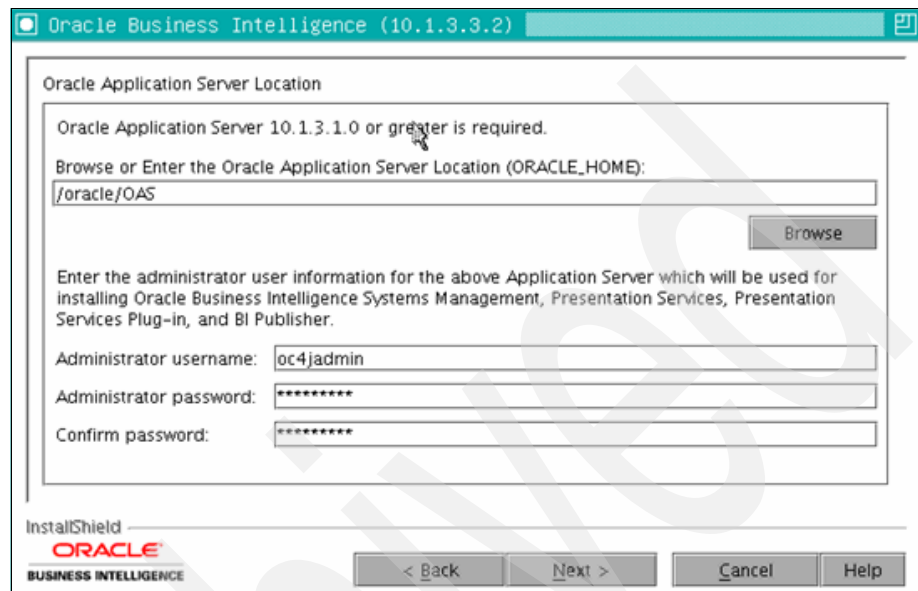 Oracle Business Intelligence (10.1.3.3.2)
Oracle Application Server Location
Oracle Application Server 10.1.3.1.0 or greater is required.
Browse or Enter the Oracle Application Server Location (ORACLE_HOME):
/oracle/OAS
Browse
Enter the administrator user information for the above Application Server which will be used for
installing Oracle Business Intelligence Systems Management, Presentation Services, Presentation
Services Plug-in, and BI Publisher.
Administrator username: oc4jadmin
Administrator password: *********
Confirm password: *********
InstallShield
ORACLE
BUSINESS INTELLIGENCE
< Back Next > Cancel Help